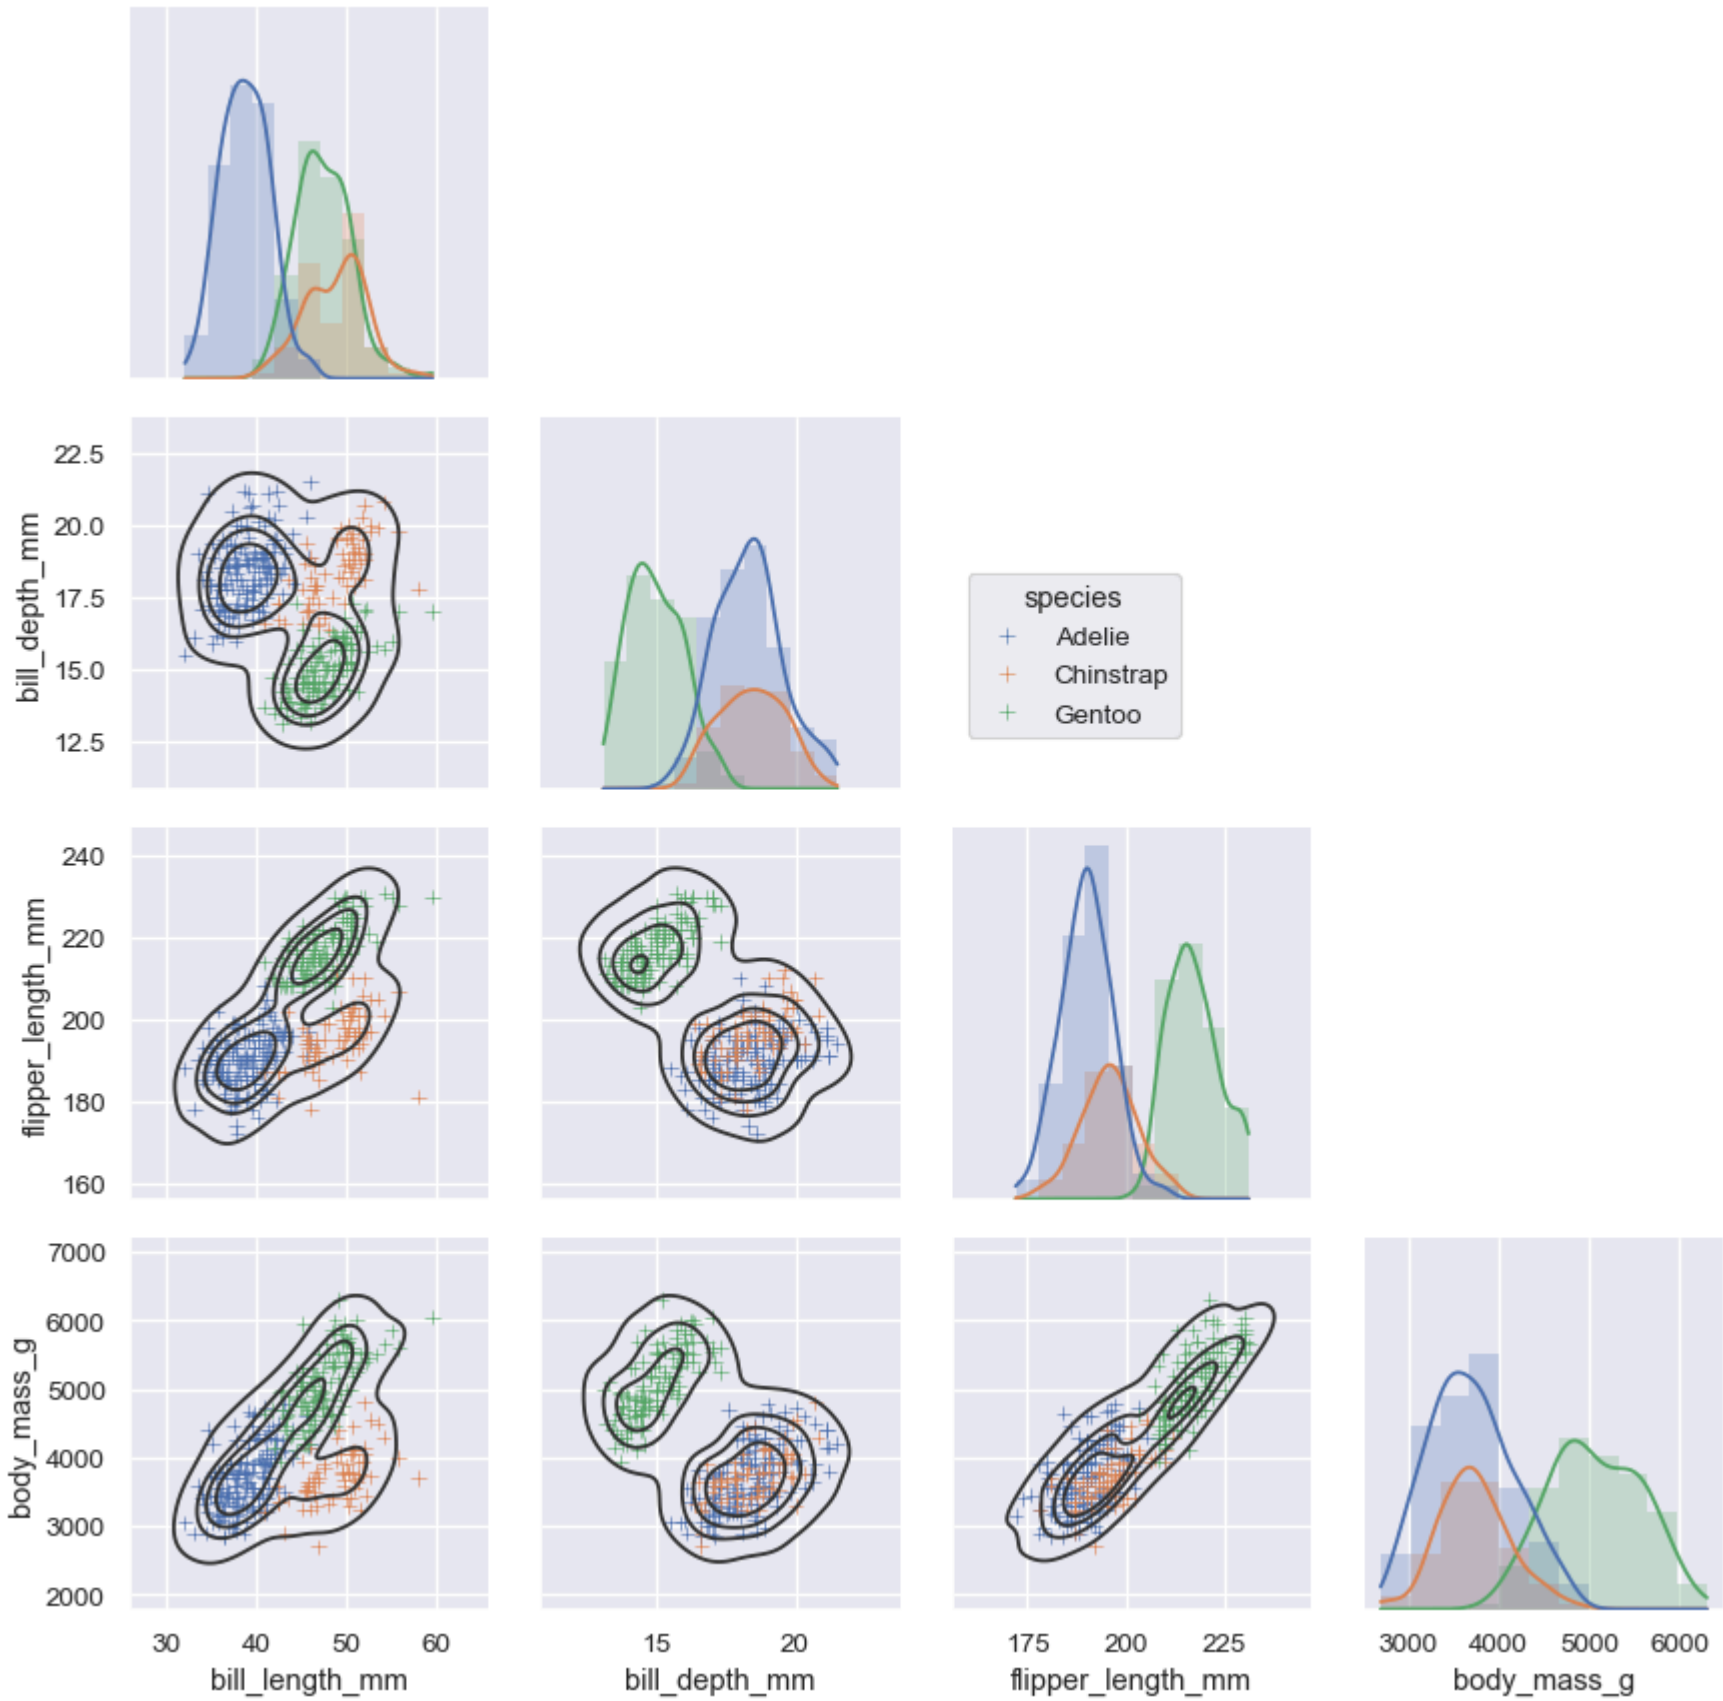 22.5
20.0
17.5
15.0
12.5
bill_depth_mm
species
Adelie
Chinstrap
Gentoo
240
220
200
180
160
flipper_length_mm
7000
6000
5000
4000
3000
2000
body_mass_g
30 40 50 60
15 20
175 200 225
3000 4000 5000 6000
bill_length_mm
bill_depth_mm
flipper_length_mm
body_mass_g